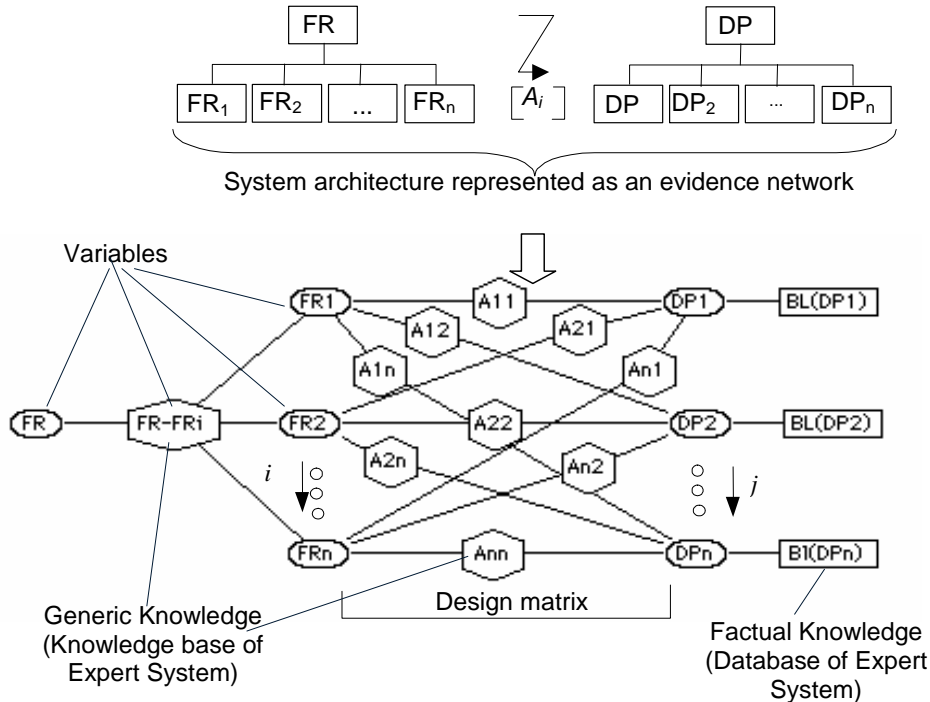 FR DP
FR1 FR2 ... FRn [Ai] DP DP2 ... DPn
System architecture represented as an evidence network
Variables
FR1 A11 DP1 BL(DP1)
A12 A21
A1n An1
FR FR-FRi FR2 A22 DP2 BL(DP2)
A2n An2
i j
FRn Ann DPn B1(DPn)
Design matrix
Generic Knowledge
(Knowledge base of
Expert System)
Factual Knowledge
(Database of Expert
System)